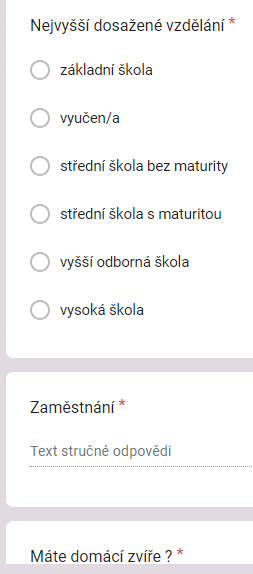 Nejvyšší dosažené vzdělání *
základní škola
vyučen/a
střední škola bez maturity
střední škola s maturitou
vyšší odborná škola
vysoká škola
Zaměstnání *
Text stručné odpovědi
Máte domácí zvíře ? *